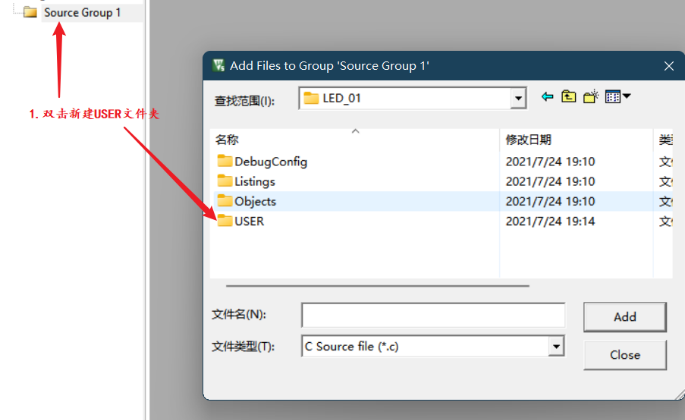 Source Group 1
Add Files to Group 'Source Group 1'
查找范围(I):
LED_01
1.双击新建USER文件夹
名称 修改日期
DebugConfig 2021/7/24 19:10 文
Listings 2021/7/24 19:10 文
Objects 2021/7/24 19:10 文
USER 2021/7/24 19:14 文
文件名(N):
Add
文件类型(T):
C Source file (*.c)
Close